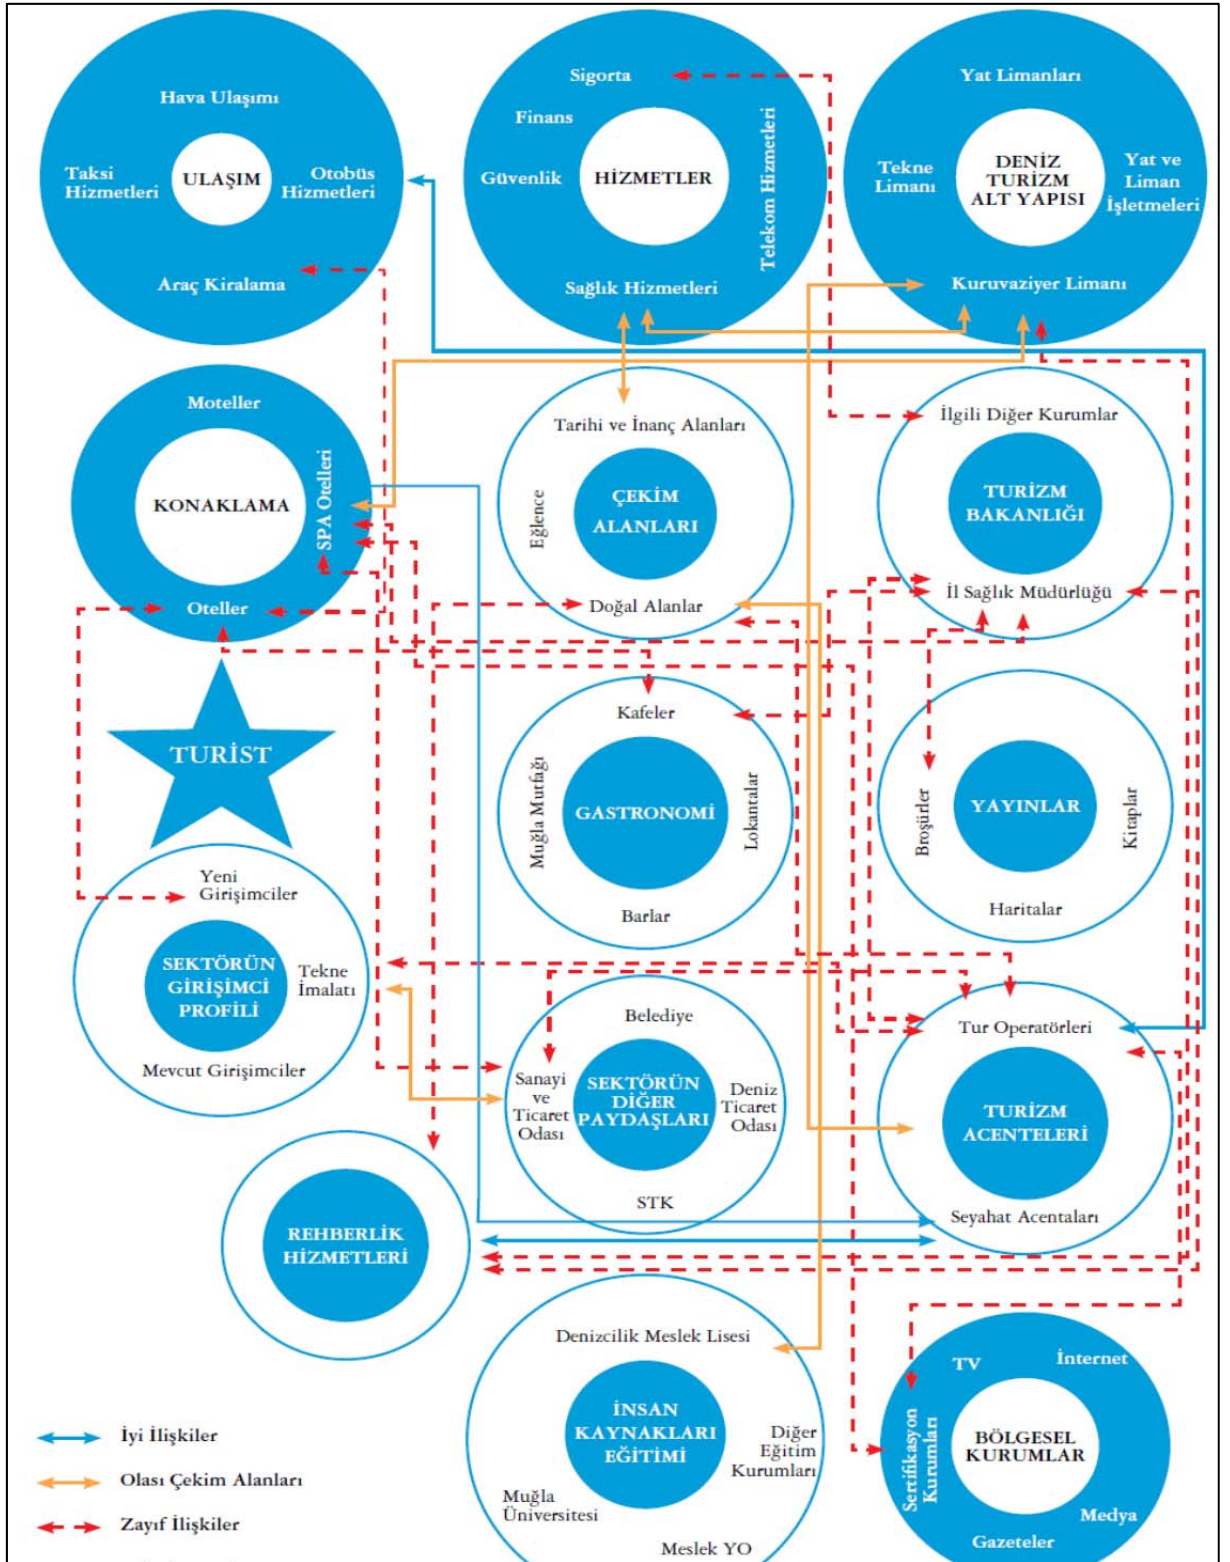 Hava Ulaşımı
Taksi
Hizmetleri
ULAŞIM
Otobüs
Hizmetleri
Araç Kiralama
Sigorta
Finans
Güvenlik
HİZMETLER
Telekom Hizmetleri
Sağlık Hizmetleri
Yat Limanları
Tekne
Limanı
DENİZ
TURİZM
ALT YAPISI
Yat ve
Liman
İşletmeleri
Kuruvaziyer Limanı
Moteller
KONAKLAMA
SPA Otelleri
Oteller
Tarihi ve İnanç Alanları
Eğlence
ÇEKİM
ALANLARI
Doğal Alanlar
İlgili Diğer Kurumlar
TURİZM
BAKANLIĞI
İl Sağlık Müdürlüğü
TURİST
Kafeler
Muğla Mutfağı
GASTRONOMİ
Lokantalar
Barlar
Broşürler
YAYINLAR
Kitaplar
Haritalar
Yeni
Girişimciler
SEKTÖRÜN
GİRİŞİMCİ
PROFİLİ
Tekne
İmalatı
Mevcut Girişimciler
Belediye
Sanayi
ve
Ticaret
Odası
SEKTÖRÜN
DİĞER
PAYDAŞLARI
Deniz
Ticaret
Odası
STK
Tur Operatörleri
TURİZM
ACENTELERİ
Seyahat Acentaları
REHBERLİK
HİZMETLERİ
Denizcilik Meslek Lisesi
İNSAN
KAYNAKLARI
EĞİTİMİ
Diğer
Eğitim
Kurumları
Muğla
Üniversitesi
Meslek YO
TV
İnternet
Sertifikasyon
Kurumları
BÖLGESEL
KURUMLAR
Medya
Gazeteler
İyi İlişkiler
Olası Çekim Alanları
Zayıf İlişkiler